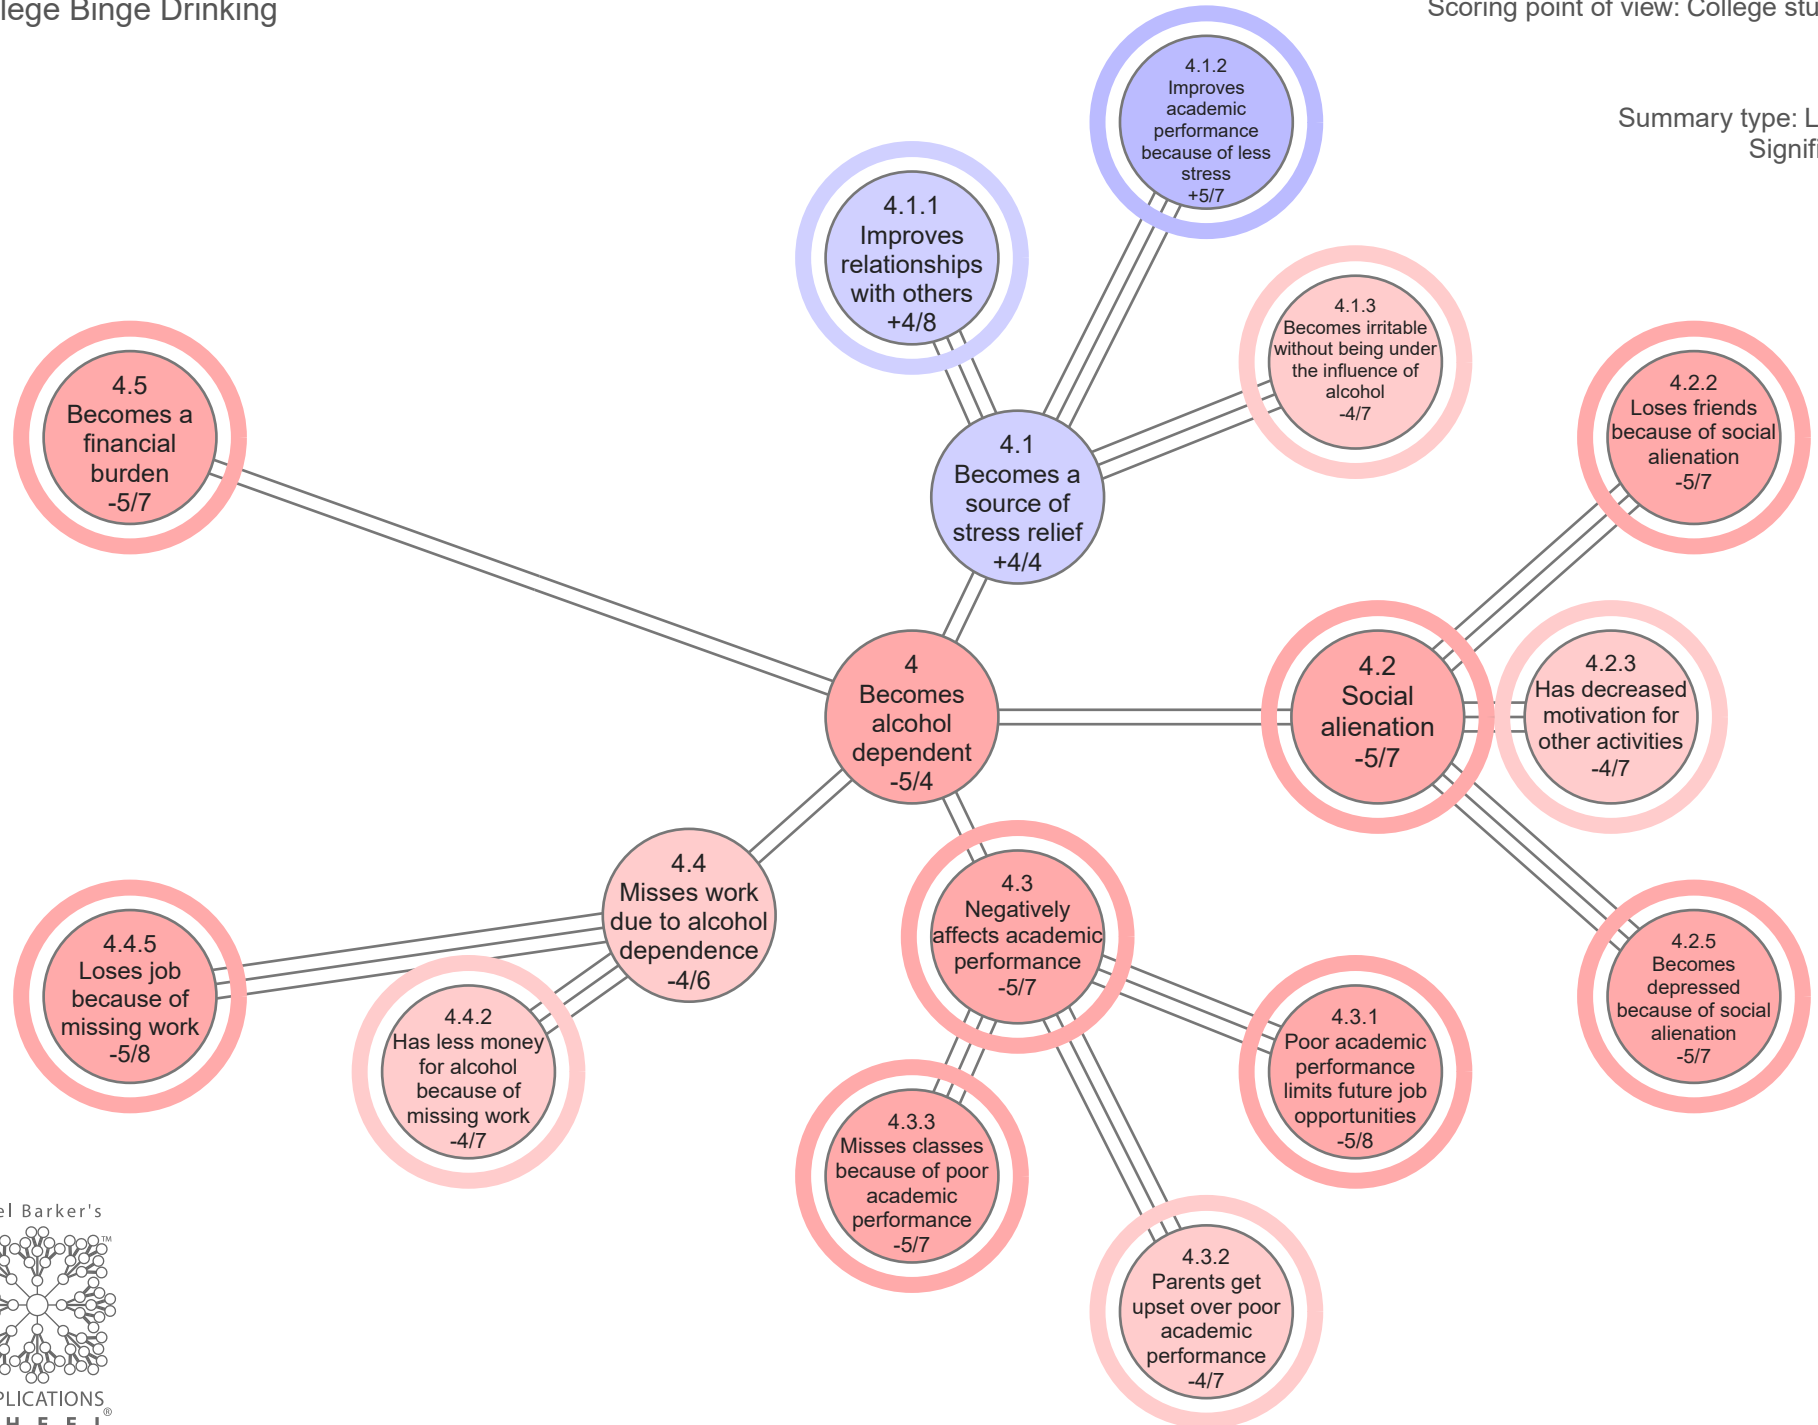 lege Binge Drinking
Scoring point of view: College stu
Summary type: L
Signifi
4.1.2
Improves
academic
performance
because of less
stress
+5/7
4.1.1
Improves
relationships
with others
+4/8
4.1.3
Becomes irritable
without being under
the influence of
alcohol
-4/7
4.5
Becomes a
financial
burden
-5/7
4.2.2
Loses friends
because of social
alienation
-5/7
4.1
Becomes a
source of
stress relief
+4/4
4
Becomes
alcohol
dependent
-5/4
4.2
Social
alienation
-5/7
4.2.3
Has decreased
motivation for
other activities
-4/7
4.4
Misses work
due to alcohol
dependence
-4/6
4.3
Negatively
affects academic
performance
-5/7
4.4.5
Loses job
because of
missing work
-5/8
4.2.5
Becomes
depressed
because of social
alienation
-5/7
4.4.2
Has less money
for alcohol
because of
missing work
-4/7
4.3.1
Poor academic
performance
limits future job
opportunities
-5/8
4.3.3
Misses classes
because of poor
academic
performance
-5/7
4.3.2
Parents get
upset over poor
academic
performance
-4/7
el Barker's
™
PLICATIONS
®
H E E L